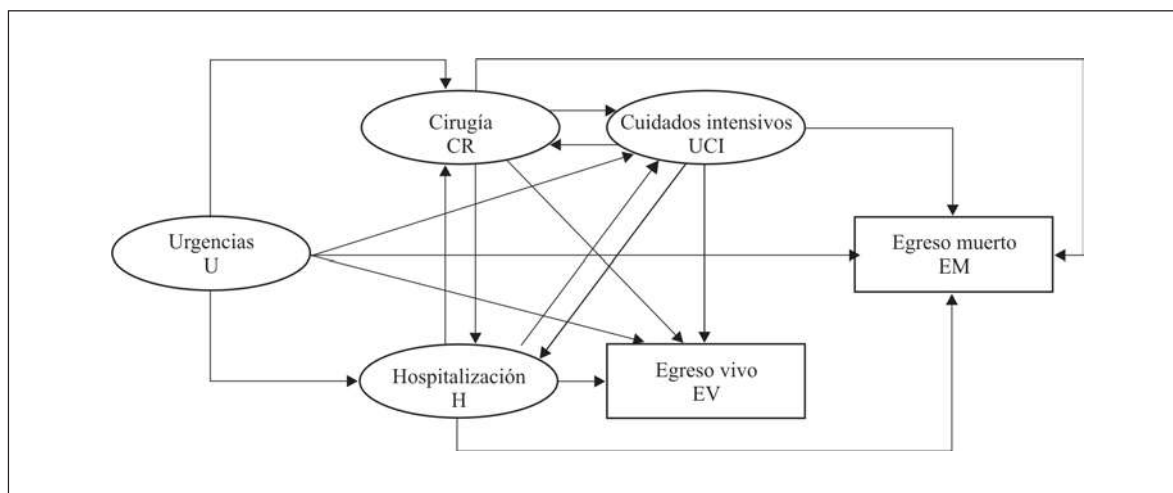 Cirugía
CR
Cuidados intensivos
UCI
Urgencias
U
Egreso muerto
EM
Hospitalización
H
Egreso vivo
EV